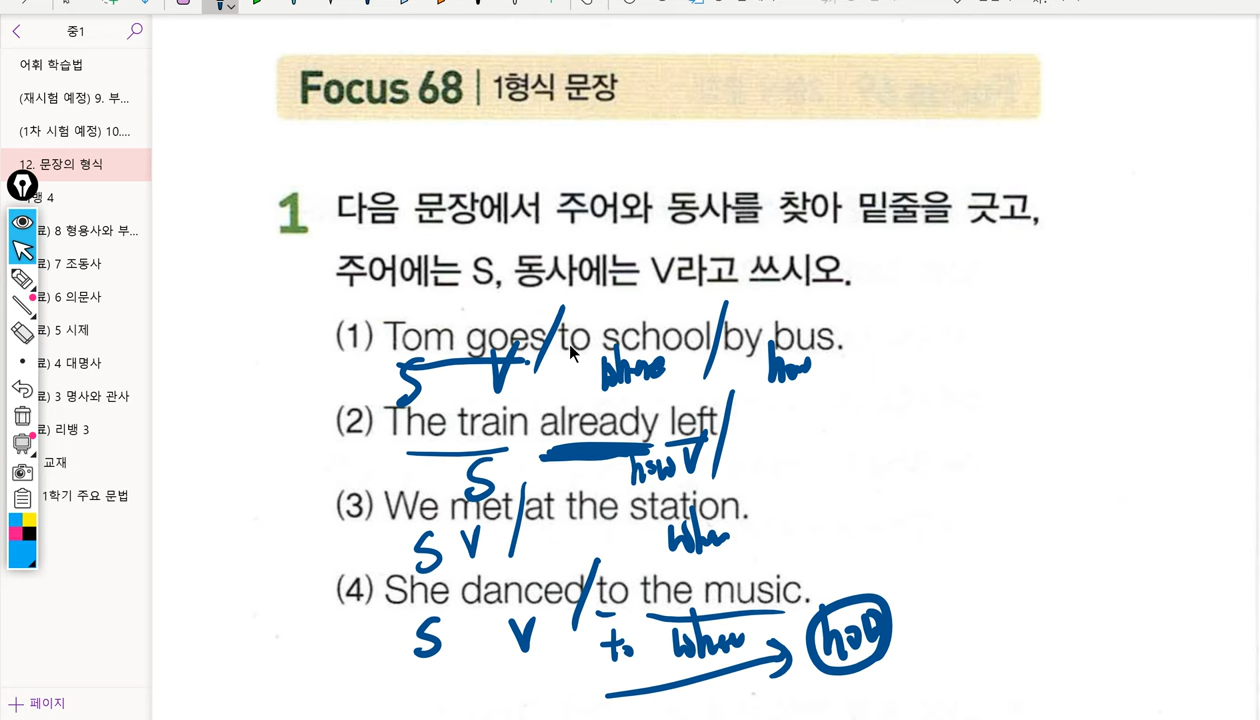 중1
어휘 학습법
(재시험 예정) 9. 부...
(1차 시험 예정) 10....
12. 문장의 형식
4
료) 8 형용사와 부...
료) 7 조동사
료) 6 의문사
료) 5 시제
료) 4 대명사
료) 3 명사와 관사
료) 리뱅 3
교재
1학기 주요 문법
페이지
Focus 68 | 1형식 문장
1 다음 문장에서 주어와 동사를 찾아 밑줄을 긋고,
주어에는 S, 동사에는 V라고 쓰시오.
(1) Tom goes / to school / by bus.
S V where how
(2) The train already left /
S how V
(3) We met / at the station.
S V where
(4) She danced / to the music.
S V to where how